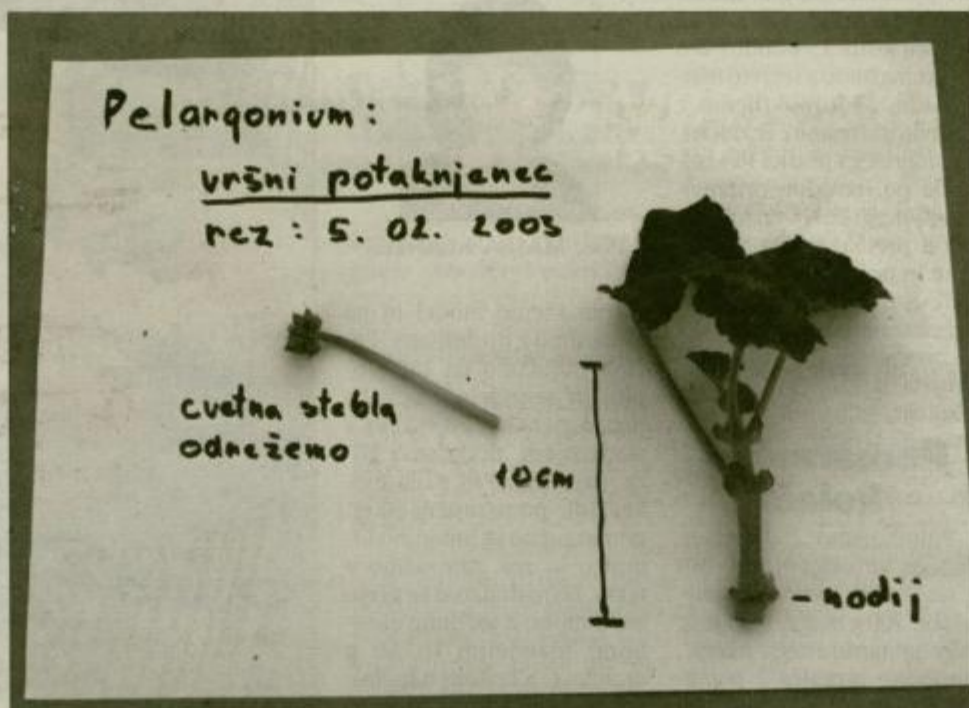 Pelargonium:
vršni potaknjenec
rez: 5. 02. 2003
cvetna stebla
odrežemo
10cm
- nodij